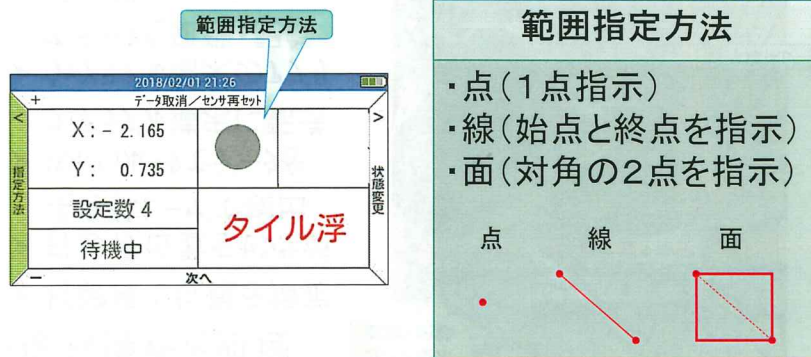 範囲指定方法
2018/02/01 21:26
+
データ取消/センサ再セット
<
指定方法
X:- 2.165
Y: 0.735
設定数 4
待機中
タイル浮
>
状態変更
-
次へ
範囲指定方法
・点(1点指示)
・線(始点と終点を指示)
・面(対角の2点を指示)
点 線 面